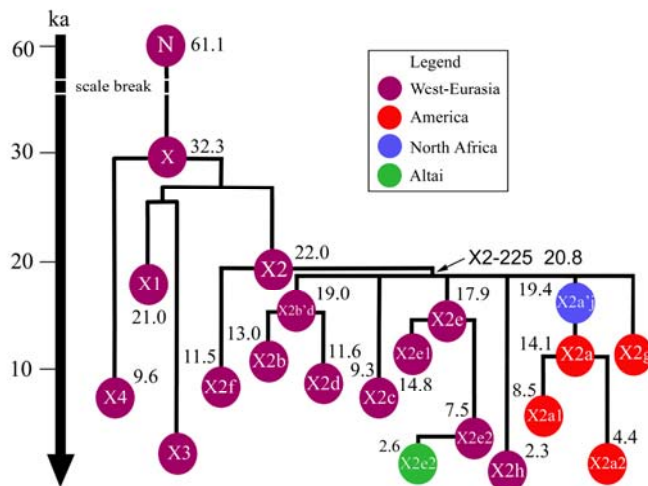 ka
60
30
20
10
scale break
N 61.1
X 32.3
Legend
West-Eurasia
America
North Africa
Altai
X2 22.0
X2-225 20.8
X1
21.0
X2b'd 19.0
X2e 17.9
19.4 X2a'j
X2b 13.0
X2d 11.6
X2e1
14.8
X2a 14.1
X2g
X4 9.6
X2f 11.5
X2c 9.3
X2a1 8.5
X3
X2e2 7.5
X2e2 2.6
X2h 2.3
X2a2 4.4